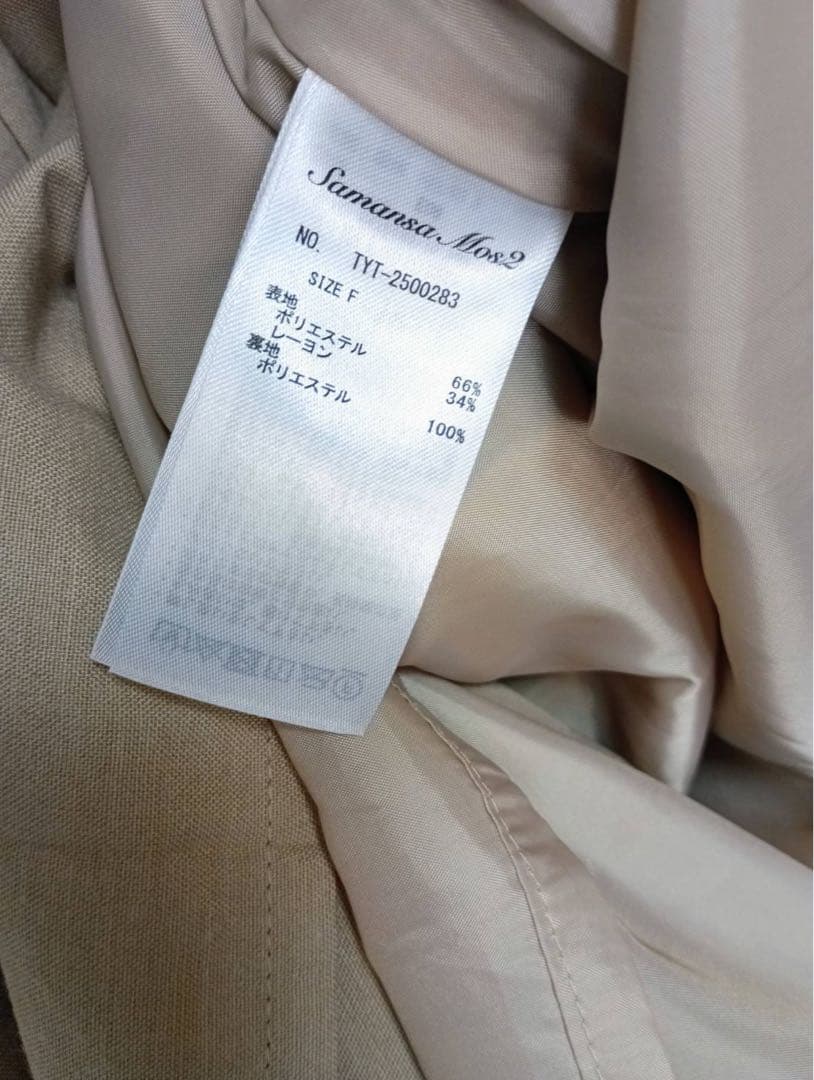 Samansa Mos2
NO. TYT-2500283
SIZE F
表地
ポリエステル 66%
レーヨン 34%
裏地
ポリエステル 100%